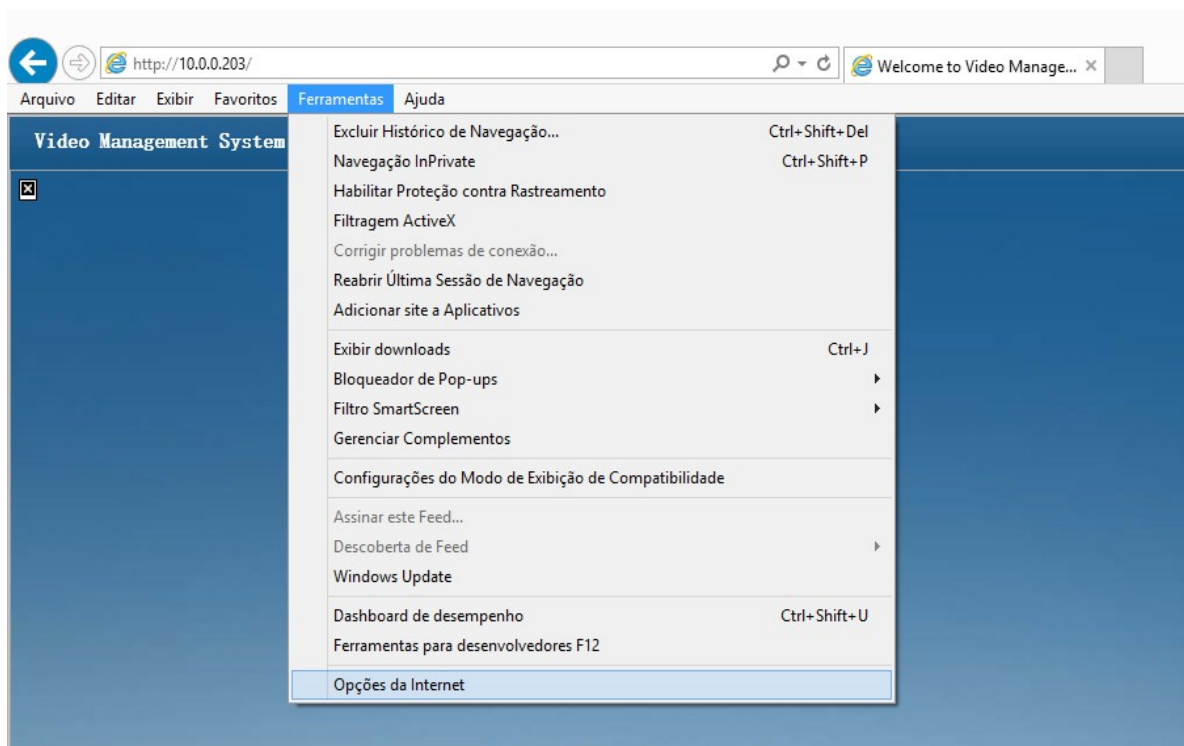 http://10.0.0.203/
Welcome to Video Manage...
Arquivo Editar Exibir Favoritos Ferramentas Ajuda
Video Management System
Excluir Histórico de Navegação... Ctrl+Shift+Del
Navegação InPrivate Ctrl+Shift+P
Habilitar Proteção contra Rastreamento
Filtragem ActiveX
Corrigir problemas de conexão...
Reabrir Última Sessão de Navegação
Adicionar site a Aplicativos
Exibir downloads Ctrl+J
Bloqueador de Pop-ups
Filtro SmartScreen
Gerenciar Complementos
Configurações do Modo de Exibição de Compatibilidade
Assinar este Feed...
Descoberta de Feed
Windows Update
Dashboard de desempenho Ctrl+Shift+U
Ferramentas para desenvolvedores F12
Opções da Internet